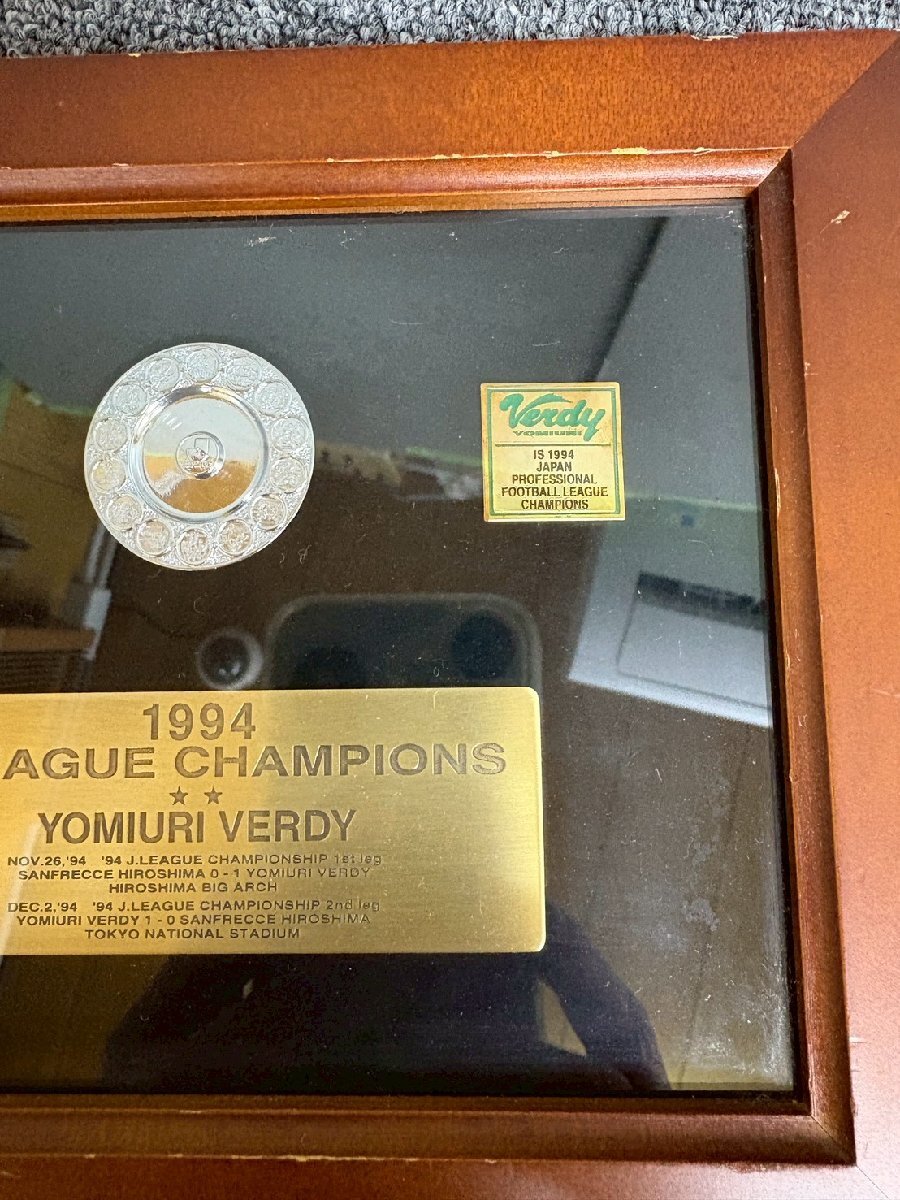 Verdy
YOMIURI
IS 1994
JAPAN
PROFESSIONAL
FOOTBALL LEAGUE
CHAMPIONS
1994
AGUE CHAMPIONS
★ ★
YOMIURI VERDY
NOV.26,'94 '94 J.LEAGUE CHAMPIONSHIP 1st leg
SANFRECCE HIROSHIMA 0 - 1 YOMIURI VERDY
HIROSHIMA BIG ARCH
DEC.2,'94 '94 J.LEAGUE CHAMPIONSHIP 2nd leg
YOMIURI VERDY 1 - 0 SANFRECCE HIROSHIMA
TOKYO NATIONAL STADIUM